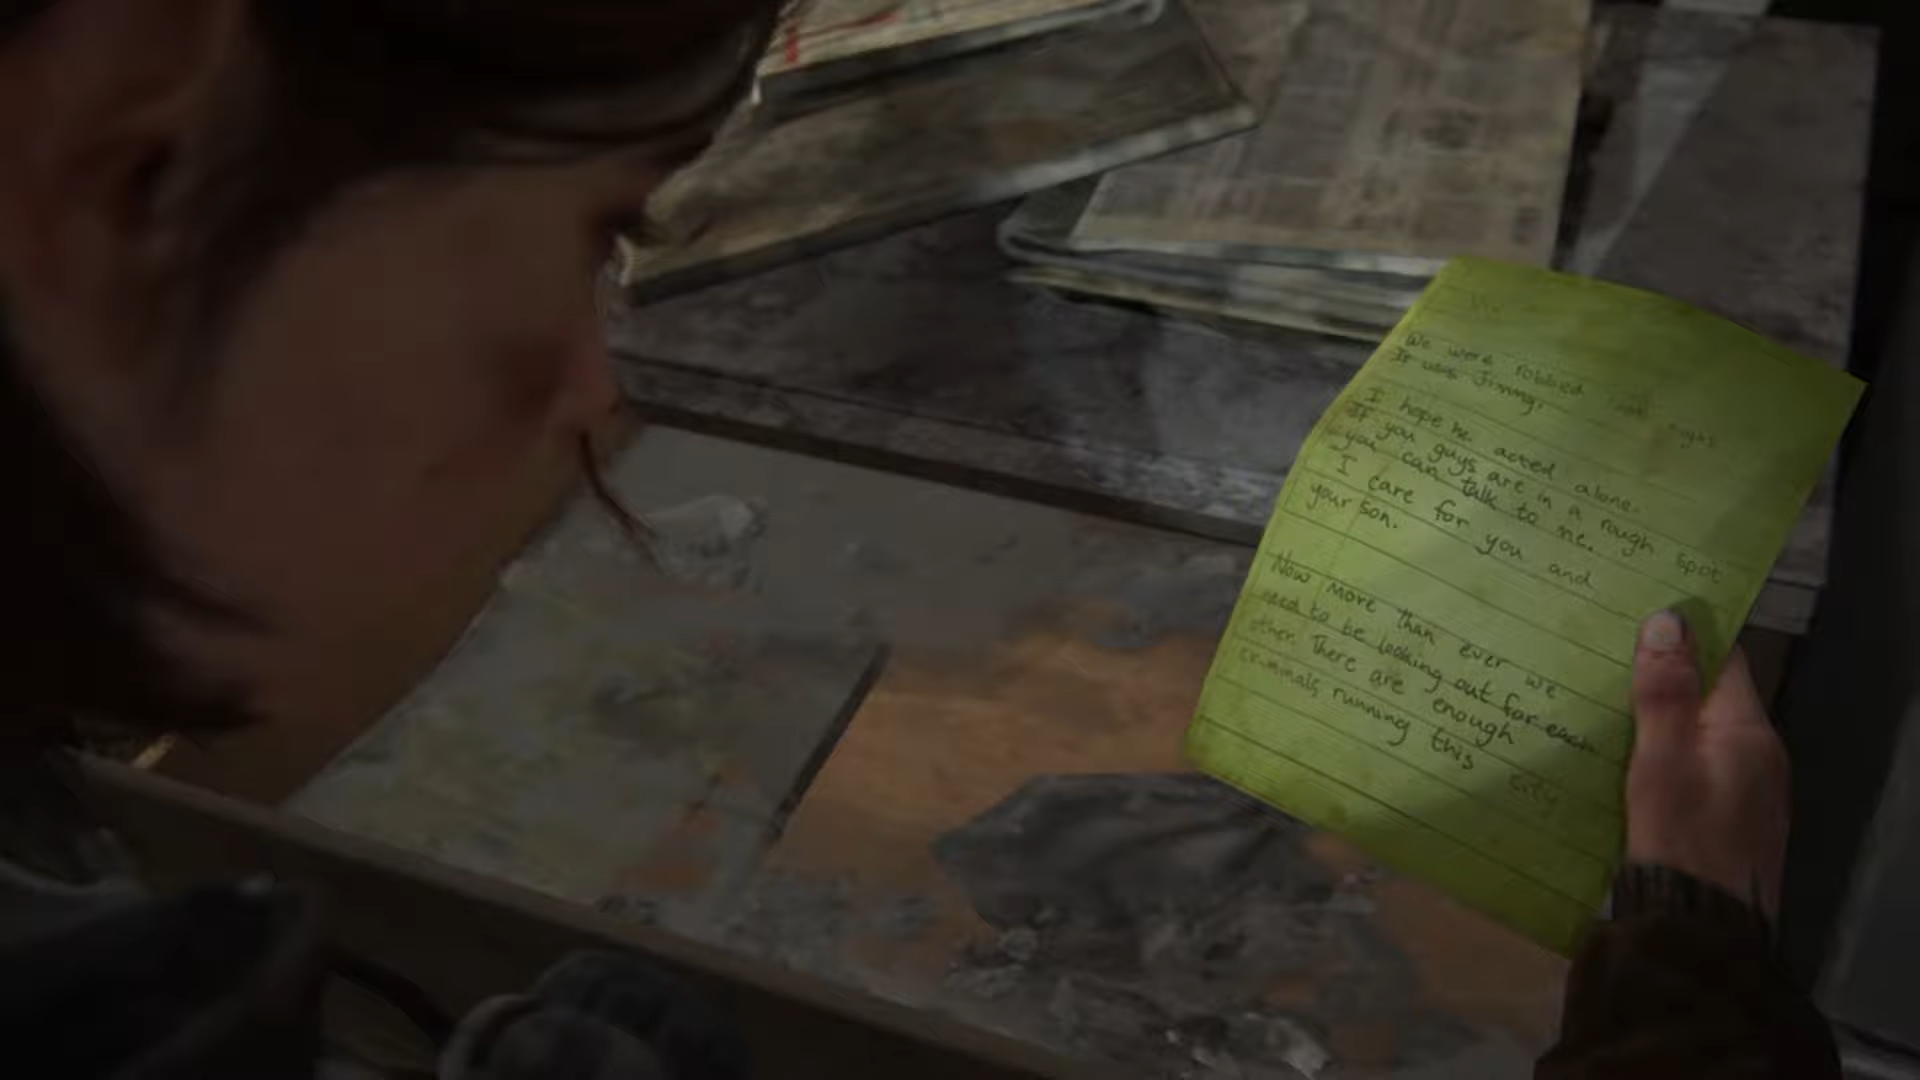 We were robbed last night
It was Jimmy.
I hope he acted alone.
If you guys are in a rough spot
you can talk to me.
I care for you and
your son.
Now more than ever we
need to be looking out for each
other. There are enough
criminals running this city